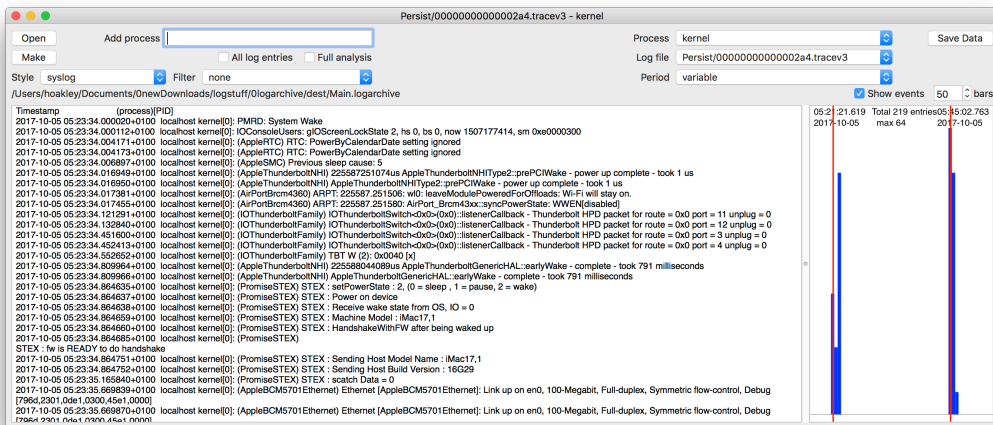 Persist/00000000000002a4.tracev3 - kernel
Open Add process Process kernel Save Data
Make All log entries Full analysis Log file Persist/00000000000002a4.tracev3
Style syslog Filter none Period variable
/Users/hoakley/Documents/0newDownloads/logstuff/0logarchive/dest/Main.logarchive Show events 50 bars
Timestamp (process)[PID]
2017-10-05 05:23:34.000020+0100 localhost kernel[0]: PMRD: System Wake
2017-10-05 05:23:34.000112+0100 localhost kernel[0]: IOConsoleUsers: gIOScreenLockState 2, hs 0, bs 0, now 1507177414, sm 0xe0000300
2017-10-05 05:23:34.004171+0100 localhost kernel[0]: (AppleRTC) RTC: PowerByCalendarDate setting ignored
2017-10-05 05:23:34.004173+0100 localhost kernel[0]: (AppleRTC) RTC: PowerByCalendarDate setting ignored
2017-10-05 05:23:34.006897+0100 localhost kernel[0]: (AppleSMC) Previous sleep cause: 5
2017-10-05 05:23:34.016949+0100 localhost kernel[0]: (AppleThunderboltNHI) 225587251074us AppleThunderboltNHIType2::prePCIWake - power up complete - took 1 us
2017-10-05 05:23:34.016950+0100 localhost kernel[0]: (AppleThunderboltNHI) AppleThunderboltNHIType2::prePCIWake - power up complete - took 1 us
2017-10-05 05:23:34.017381+0100 localhost kernel[0]: (AirPortBrcm4360) ARPT: 225587.251506: wl0: leaveModulePoweredForOffloads: Wi-Fi will stay on.
2017-10-05 05:23:34.017455+0100 localhost kernel[0]: (AirPortBrcm4360) ARPT: 225587.251580: AirPort_Brcm43xx::syncPowerState: WWEN[disabled]
2017-10-05 05:23:34.121291+0100 localhost kernel[0]: (IOThunderboltFamily) IOThunderboltSwitch<0x0>(0x0)::listenerCallback - Thunderbolt HPD packet for route = 0x0 port = 11 unplug = 0
2017-10-05 05:23:34.132840+0100 localhost kernel[0]: (IOThunderboltFamily) IOThunderboltSwitch<0x0>(0x0)::listenerCallback - Thunderbolt HPD packet for route = 0x0 port = 12 unplug = 0
2017-10-05 05:23:34.451600+0100 localhost kernel[0]: (IOThunderboltFamily) IOThunderboltSwitch<0x0>(0x0)::listenerCallback - Thunderbolt HPD packet for route = 0x0 port = 3 unplug = 0
2017-10-05 05:23:34.452413+0100 localhost kernel[0]: (IOThunderboltFamily) IOThunderboltSwitch<0x0>(0x0)::listenerCallback - Thunderbolt HPD packet for route = 0x0 port = 4 unplug = 0
2017-10-05 05:23:34.552652+0100 localhost kernel[0]: (IOThunderboltFamily) TBT W (2): 0x0040 [x]
2017-10-05 05:23:34.809964+0100 localhost kernel[0]: (AppleThunderboltNHI) 225588044089us AppleThunderboltGenericHAL::earlyWake - complete - took 791 milliseconds
2017-10-05 05:23:34.809966+0100 localhost kernel[0]: (AppleThunderboltNHI) AppleThunderboltGenericHAL::earlyWake - complete - took 791 milliseconds
2017-10-05 05:23:34.864635+0100 localhost kernel[0]: (PromiseSTEX) STEX : setPowerState : 2, (0 = sleep , 1 = pause, 2 = wake)
2017-10-05 05:23:34.864637+0100 localhost kernel[0]: (PromiseSTEX) STEX : Power on device
2017-10-05 05:23:34.864638+0100 localhost kernel[0]: (PromiseSTEX) STEX : Receive wake state from OS, IO = 0
2017-10-05 05:23:34.864659+0100 localhost kernel[0]: (PromiseSTEX) STEX : Machine Model : iMac17,1
2017-10-05 05:23:34.864660+0100 localhost kernel[0]: (PromiseSTEX) STEX : HandshakeWithFW after being waked up
2017-10-05 05:23:34.864685+0100 localhost kernel[0]: (PromiseSTEX)
STEX : fw is READY to do handshake
2017-10-05 05:23:34.864751+0100 localhost kernel[0]: (PromiseSTEX) STEX : Sending Host Model Name : iMac17,1
2017-10-05 05:23:34.864752+0100 localhost kernel[0]: (PromiseSTEX) STEX : Sending Host Build Version : 16G29
2017-10-05 05:23:35.165840+0100 localhost kernel[0]: (PromiseSTEX) STEX : scatch Data = 0
2017-10-05 05:23:35.669839+0100 localhost kernel[0]: (AppleBCM5701Ethernet) Ethernet [AppleBCM5701Ethernet]: Link up on en0, 100-Megabit, Full-duplex, Symmetric flow-control, Debug
[796d,2301,0de1,0300,45e1,0000]
2017-10-05 05:23:35.669870+0100 localhost kernel[0]: (AppleBCM5701Ethernet) Ethernet [AppleBCM5701Ethernet]: Link up on en0, 100-Megabit, Full-duplex, Symmetric flow-control, Debug
[796d,2301,0de1,0300,45e1,0000]
05:21:21.619 Total 219 entries 05:45:02.763
2017-10-05 max 64 2017-10-05